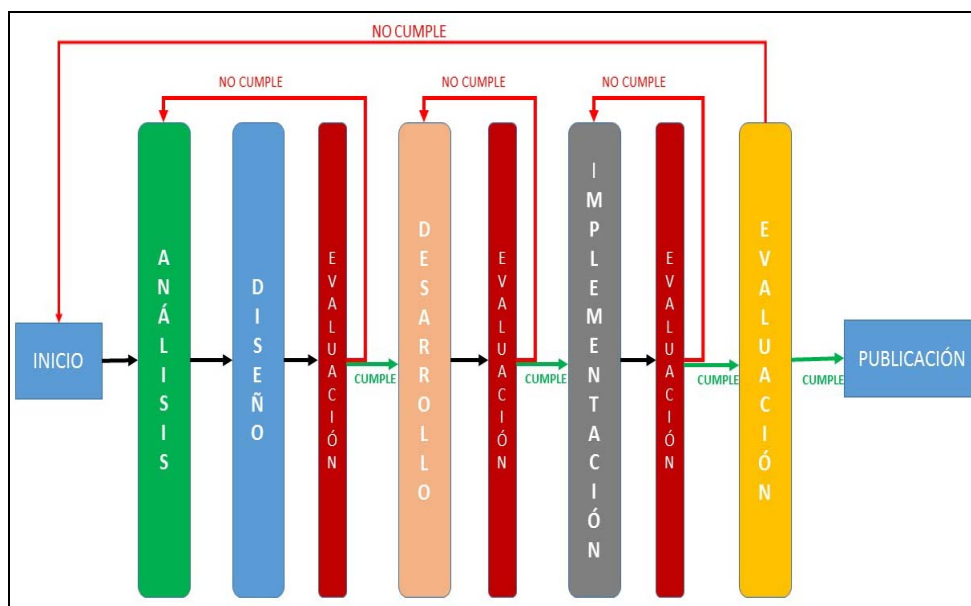 NO CUMPLE
NO CUMPLE
NO CUMPLE
NO CUMPLE
INICIO
ANÁLISIS
DISEÑO
EVALUACIÓN
CUMPLE
DESARROLLO
EVALUACIÓN
CUMPLE
IMPLEMENTACIÓN
EVALUACIÓN
CUMPLE
EVALUACIÓN
CUMPLE
PUBLICACIÓN